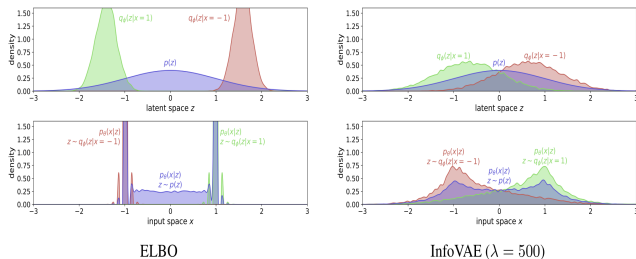 1.50
1.25
1.00
0.75
0.50
0.25
0.00
density
qϕ(z|x = 1)
qϕ(z|x = −1)
p(z)
−3 −2 −1 0 1 2 3
latent space z
1.50
1.25
1.00
0.75
0.50
0.25
0.00
density
qϕ(z|x = 1)
qϕ(z|x = −1)
p(z)
−3 −2 −1 0 1 2 3
latent space z
1.50
1.25
1.00
0.75
0.50
0.25
0.00
density
pθ(x|z)
z~qϕ(z|x = −1)
pθ(x|z)
z~qϕ(z|x = 1)
pθ(x|z)
z~p(z)
−3 −2 −1 0 1 2 3
input space x
1.50
1.25
1.00
0.75
0.50
0.25
0.00
density
pθ(x|z)
z~qϕ(z|x = −1)
pθ(x|z)
z~qϕ(z|x = 1)
pθ(x|z)
z~p(z)
−3 −2 −1 0 1 2 3
input space x
ELBO
InfoVAE (λ = 500)